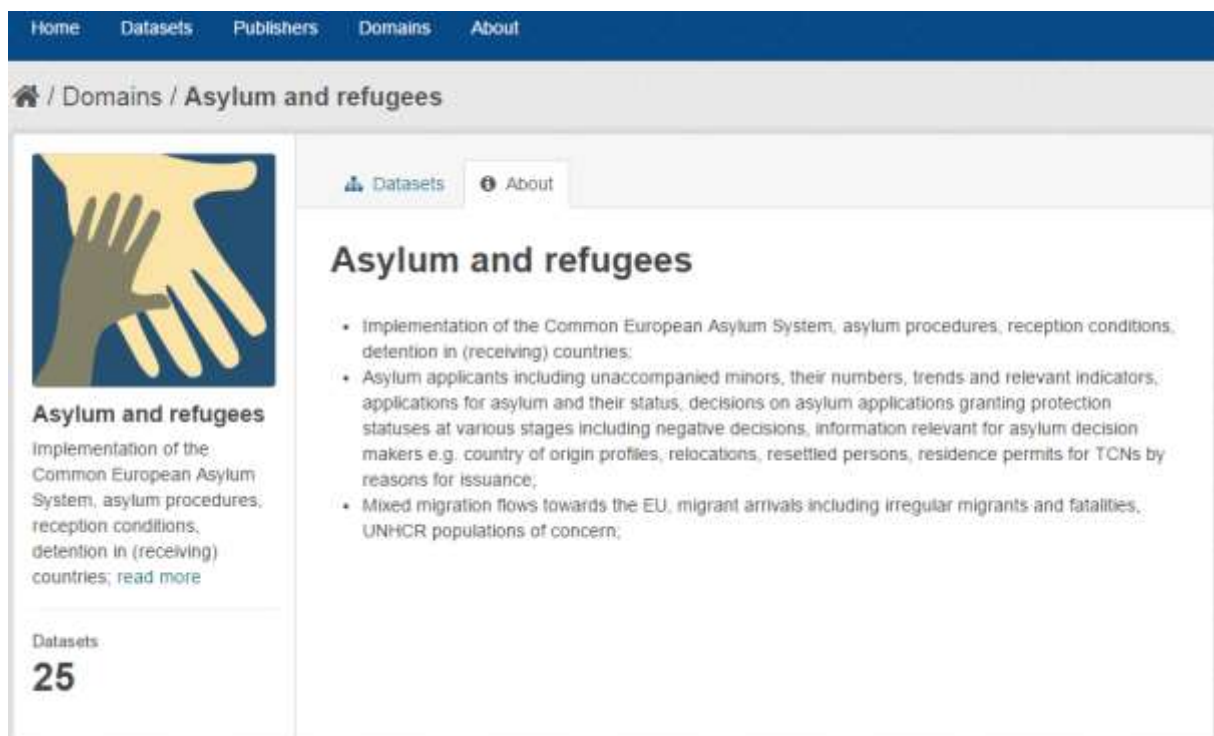 Home Datasets Publishers Domains About
/ Domains / Asylum and refugees
Asylum and refugees
Implementation of the
Common European Asylum
System, asylum procedures,
reception conditions,
detention in (receiving)
countries; read more
Datasets
25
Datasets About
Asylum and refugees
• Implementation of the Common European Asylum System, asylum procedures, reception conditions,
detention in (receiving) countries;
• Asylum applicants including unaccompanied minors, their numbers, trends and relevant indicators,
applications for asylum and their status, decisions on asylum applications granting protection
statuses at various stages including negative decisions, information relevant for asylum decision
makers e.g. country of origin profiles, relocations, resettled persons, residence permits for TCNs by
reasons for issuance;
• Mixed migration flows towards the EU, migrant arrivals including irregular migrants and fatalities,
UNHCR populations of concern;